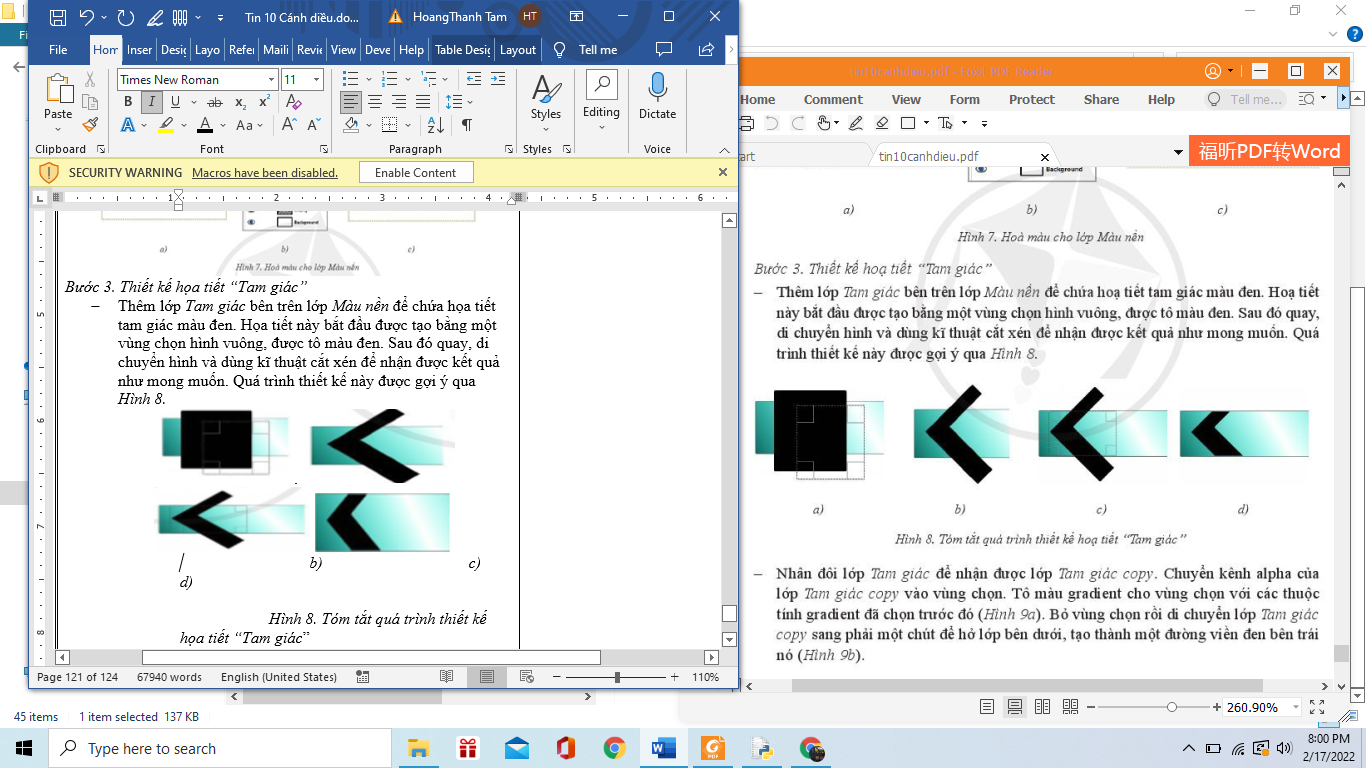 Tin 10 Cánh diều.do...
HoangThanh Tam
HT
File
Hom
Inser
Desig
Layo
Refer
Maili
Revie
View
Deve
Help
Table Desig
Layout
Tell me
Times New Roman
11
Paste
Styles
Editing
Dictate
Clipboard
Font
Paragraph
Styles
Voice
SECURITY WARNING Macros have been disabled.
Enable Content
1 2 3 4 5 6
Background
a) b) c)
Hình 7. Hoà màu cho lớp Màu nền
Bước 3. Thiết kế họa tiết “Tam giác”
– Thêm lớp Tam giác bên trên lớp Màu nền để chứa họa tiết
tam giác màu đen. Họa tiết này bắt đầu được tạo bằng một
vùng chọn hình vuông, được tô màu đen. Sau đó quay, di
chuyển hình và dùng kĩ thuật cắt xén để nhận được kết quả
như mong muốn. Quá trình thiết kế này được gợi ý qua
Hình 8.
b) c)
d)
Hình 8. Tóm tắt quá trình thiết kế
họa tiết “Tam giác”
5
6
7
8
Page 121 of 124
67940 words
English (United States)
110%
tin10canhdieu.pdf - Foxit PDF Reader
Home
Comment
View
Form
Protect
Share
Help
Tell me...
tart
tin10canhdieu.pdf
福昕PDF转Word
Background
a) b) c)
Hình 7. Hoà màu cho lớp Màu nền
Bước 3. Thiết kế hoạ tiết “Tam giác”
– Thêm lớp Tam giác bên trên lớp Màu nền để chứa hoạ tiết tam giác màu đen. Hoạ tiết
này bắt đầu được tạo bằng một vùng chọn hình vuông, được tô màu đen. Sau đó quay,
di chuyển hình và dùng kĩ thuật cắt xén để nhận được kết quả như mong muốn. Quá
trình thiết kế này được gợi ý qua Hình 8.
a) b) c) d)
Hình 8. Tóm tắt quá trình thiết kế hoạ tiết “Tam giác”
– Nhân đôi lớp Tam giác để nhận được lớp Tam giác copy. Chuyển kênh alpha của
lớp Tam giác copy vào vùng chọn. Tô màu gradient cho vùng chọn với các thuộc
tính gradient đã chọn trước đó (Hình 9a). Bỏ vùng chọn rồi di chuyển lớp Tam giác
copy sang phải một chút để hở lớp bên dưới, tạo thành một đường viền đen bên trái
nó (Hình 9b).
260.90%
45 items
1 item selected 137 KB
Type here to search
8:00 PM
2/17/2022